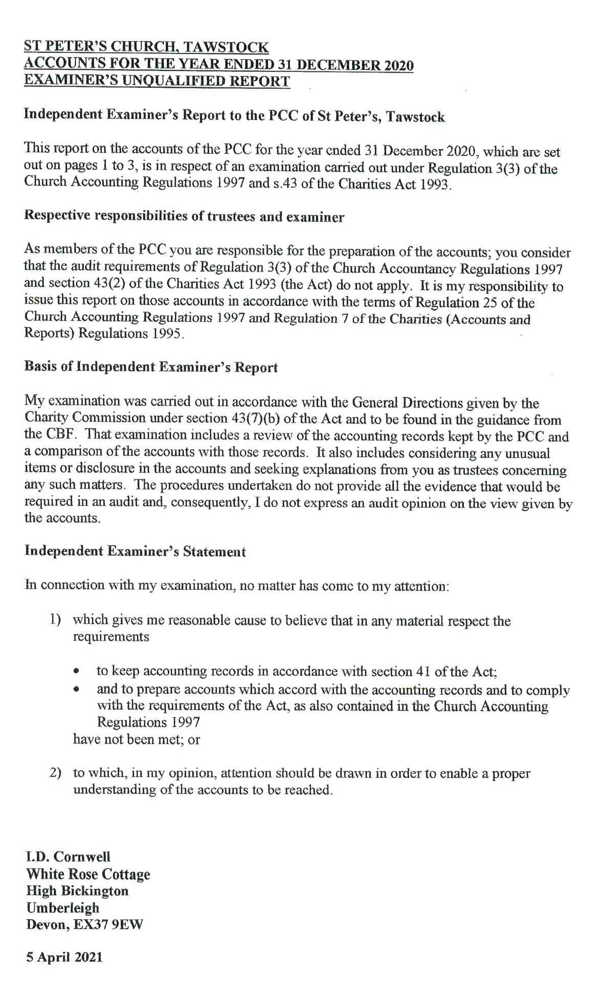 ST PETER'S CHURCH, TAWSTOCK
ACCOUNTS FOR THE YEAR ENDED 31 DECEMBER 2020
EXAMINER'S UNQUALIFIED REPORT
Independent Examiner's Report to the PCC of St Peter's, Tawstock
This report on the accounts of the PCC for the year ended 31 December 2020, which are set
out on pages 1 to 3, is in respect of an examination carried out under Regulation 3(3) of the
Church Accounting Regulations 1997 and s.43 of the Charities Act 1993.
Respective responsibilities of trustees and examiner
As members of the PCC you are responsible for the preparation of the accounts; you consider
that the audit requirements of Regulation 3(3) of the Church Accountancy Regulations 1997
and section 43(2) of the Charities Act 1993 (the Act) do not apply.  It is my responsibility to
issue this report on those accounts in accordance with the terms of Regulation 25 of the
Church Accounting Regulations 1997 and Regulation 7 of the Charities (Accounts and
Reports) Regulations 1995.
Basis of Independent Examiner's Report
My examination was carried out in accordance with the General Directions given by the
Charity Commission under section 43(7)(b) of the Act and to be found in the guidance from
the CBF.  That examination includes a review of the accounting records kept by the PCC and
a comparison of the accounts with those records.  It also includes considering any unusual
items or disclosure in the accounts and seeking explanations from you as trustees concerning
any such matters.  The procedures undertaken do not provide all the evidence that would be
required in an audit and, consequently, I do not express an audit opinion on the view given by
the accounts.
Independent Examiner's Statement
In connection with my examination, no matter has come to my attention:
1) which gives me reasonable cause to believe that in any material respect the
requirements
• to keep accounting records in accordance with section 41 of the Act;
• and to prepare accounts which accord with the accounting records and to comply
with the requirements of the Act, as also contained in the Church Accounting
Regulations 1997
have not been met; or
2) to which, in my opinion, attention should be drawn in order to enable a proper
understanding of the accounts to be reached.
I.D. Cornwell
White Rose Cottage
High Bickington
Umberleigh
Devon, EX37 9EW
5 April 2021